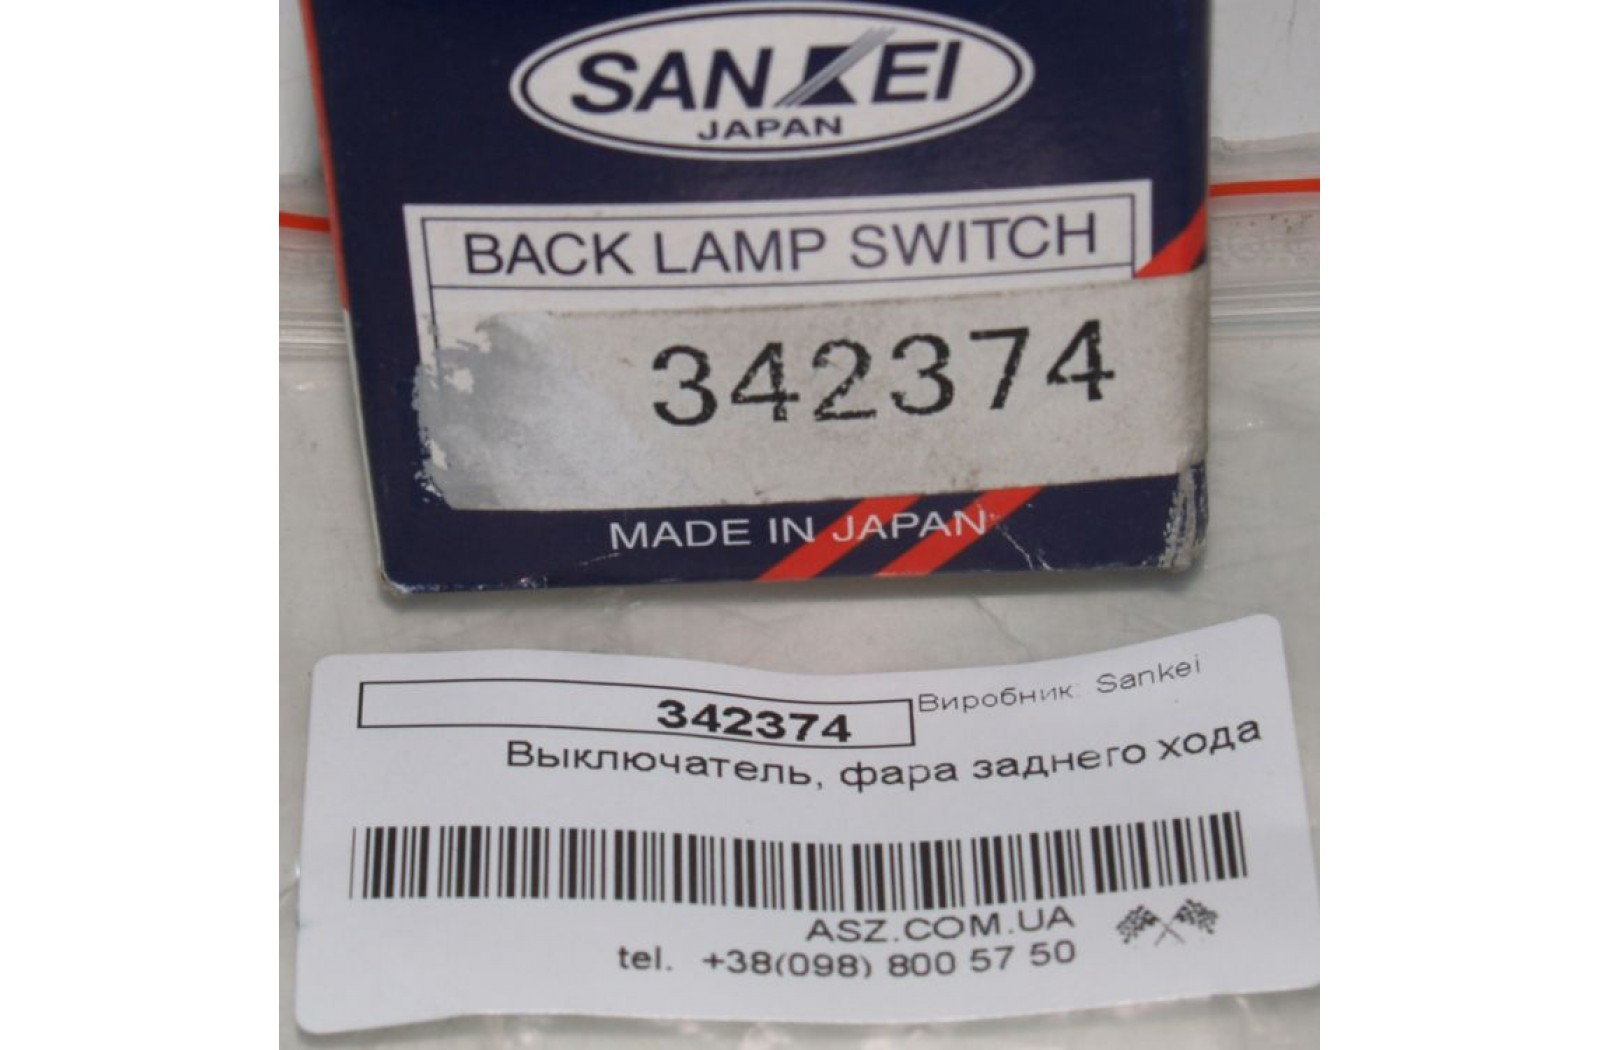 SANKEI
JAPAN
BACK LAMP SWITCH
342374
MADE IN JAPAN
342374
Виробник: Sankei
Выключатель, фара заднего хода
ASZ.COM.UA
tel. +38(098) 800 57 50